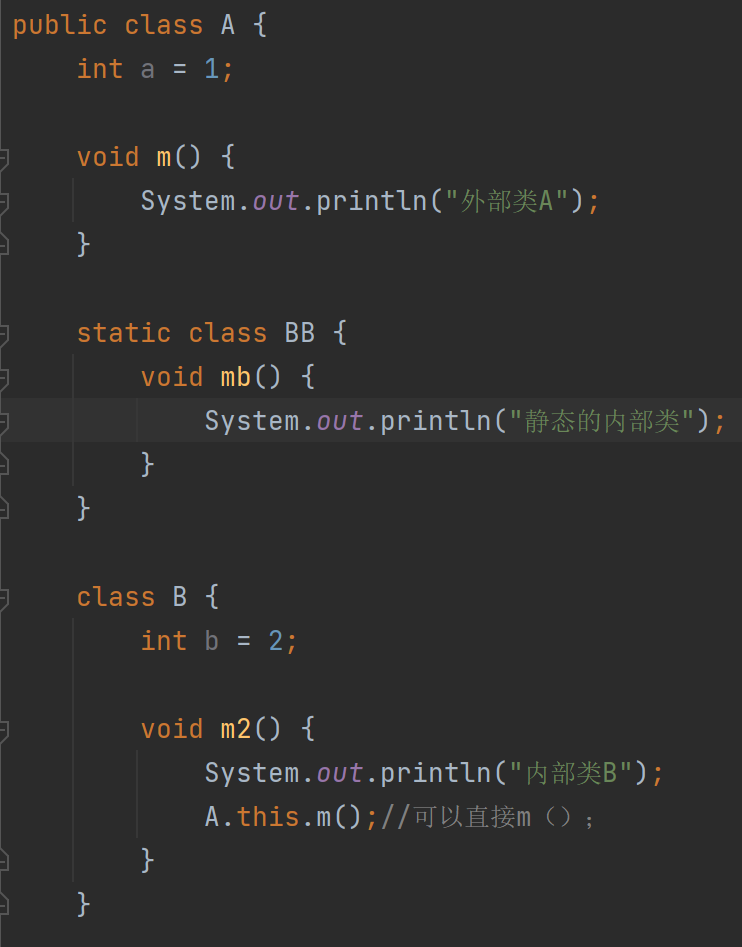 public class A {
    int a = 1;
    void m() {
        System.out.println("外部类A");
    }
    static class BB {
        void mb() {
            System.out.println("静态的内部类");
        }
    }
    class B {
        int b = 2;
        void m2() {
            System.out.println("内部类B");
            A.this.m();//可以直接m（）；
        }
    }